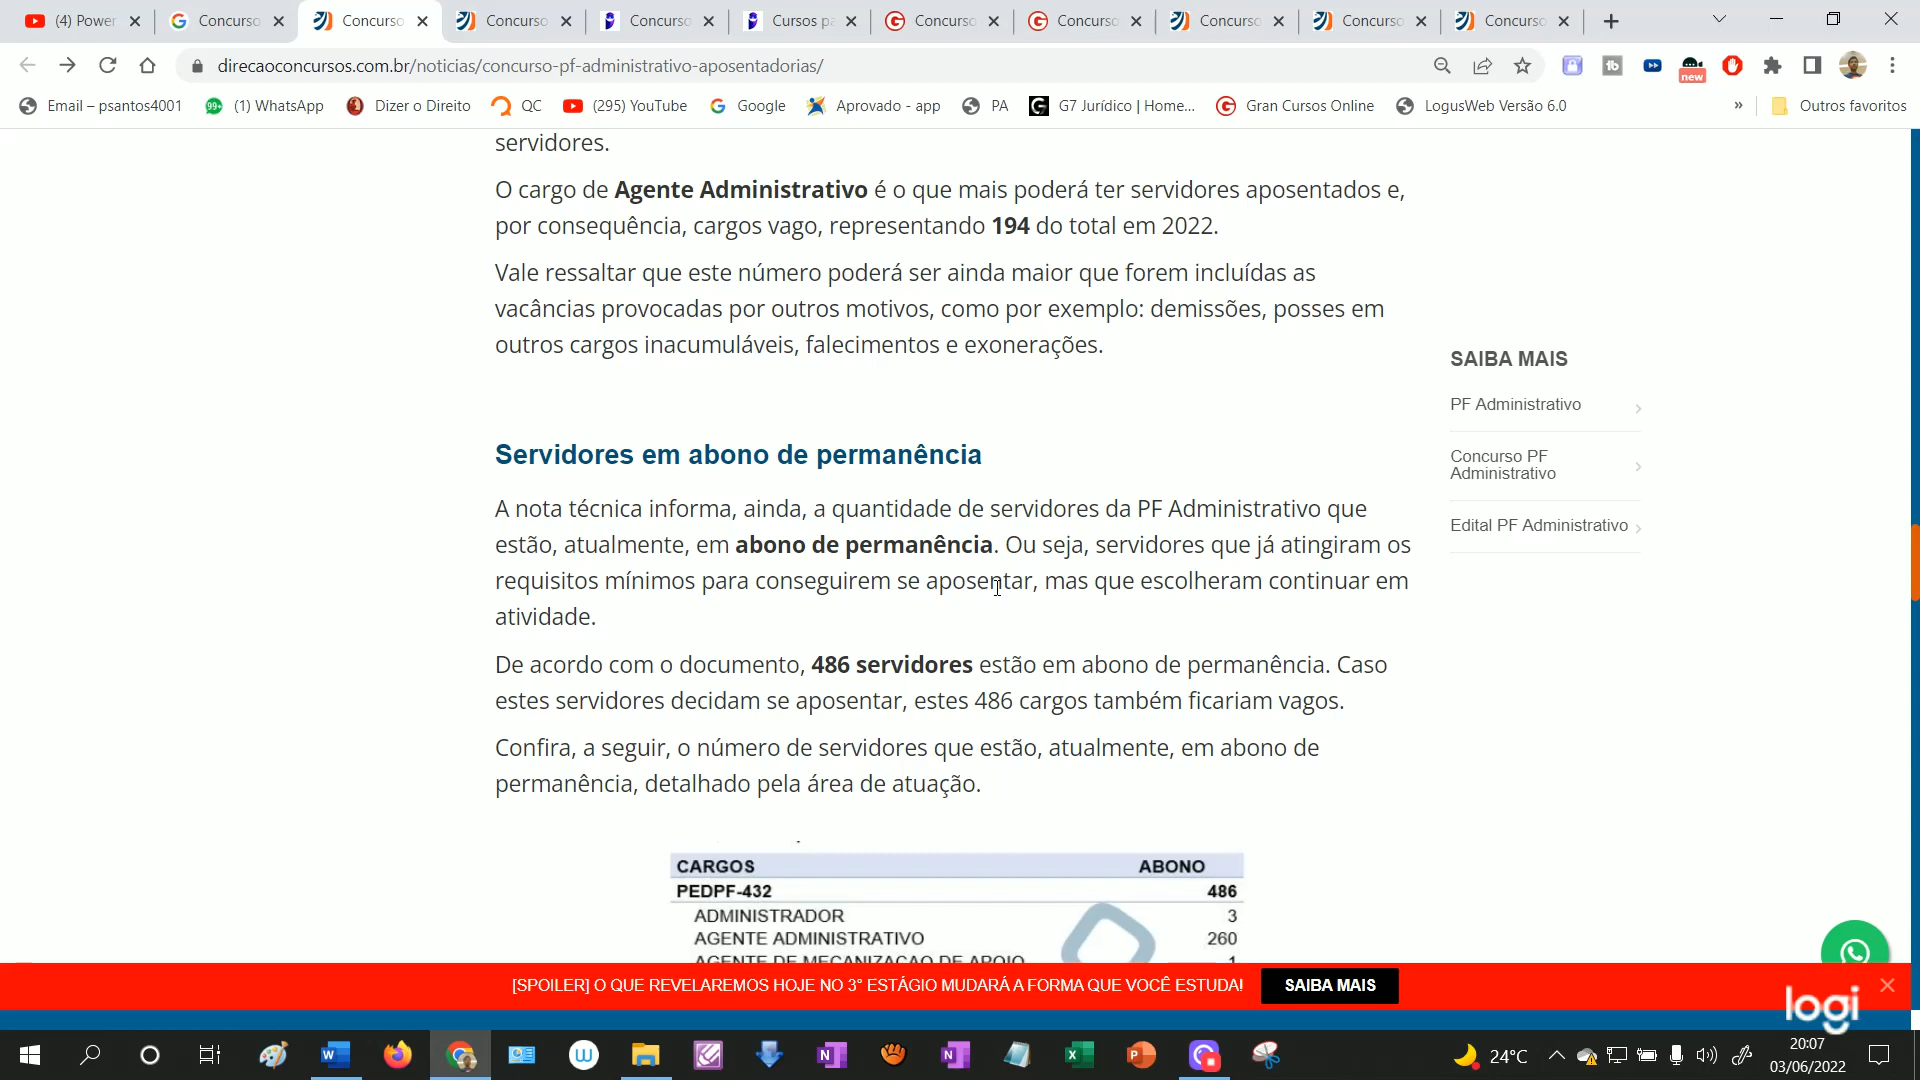 (4) Power
Concurso
Concurso
Concurso
Concurso
Cursos pa
Concurso
Concurso
Concurso
Concurso
Concurso
direcaoconcursos.com.br/noticias/concurso-pf-administrativo-aposentadorias/
new
Email – psantos4001
(1) WhatsApp
Dizer o Direito
QC
(295) YouTube
Google
Aprovado - app
PA
G7 Jurídico | Home...
Gran Cursos Online
LogusWeb Versão 6.0
»
Outros favoritos
servidores.
O cargo de Agente Administrativo é o que mais poderá ter servidores aposentados e,
por consequência, cargos vago, representando 194 do total em 2022.
Vale ressaltar que este número poderá ser ainda maior que forem incluídas as
vacâncias provocadas por outros motivos, como por exemplo: demissões, posses em
outros cargos inacumuláveis, falecimentos e exonerações.
SAIBA MAIS
PF Administrativo
Concurso PF
Administrativo
Edital PF Administrativo
Servidores em abono de permanência
A nota técnica informa, ainda, a quantidade de servidores da PF Administrativo que
estão, atualmente, em abono de permanência. Ou seja, servidores que já atingiram os
requisitos mínimos para conseguirem se aposentar, mas que escolheram continuar em
atividade.
De acordo com o documento, 486 servidores estão em abono de permanência. Caso
estes servidores decidam se aposentar, estes 486 cargos também ficariam vagos.
Confira, a seguir, o número de servidores que estão, atualmente, em abono de
permanência, detalhado pela área de atuação.
CARGOS ABONO
PEDPF-432 486
ADMINISTRADOR 3
AGENTE ADMINISTRATIVO 260
AGENTE DE MECANIZACAO DE APOIO 1
[SPOILER] O QUE REVELAREMOS HOJE NO 3° ESTÁGIO MUDARÁ A FORMA QUE VOCÊ ESTUDA!
SAIBA MAIS
logi
24°C
20:07
03/06/2022